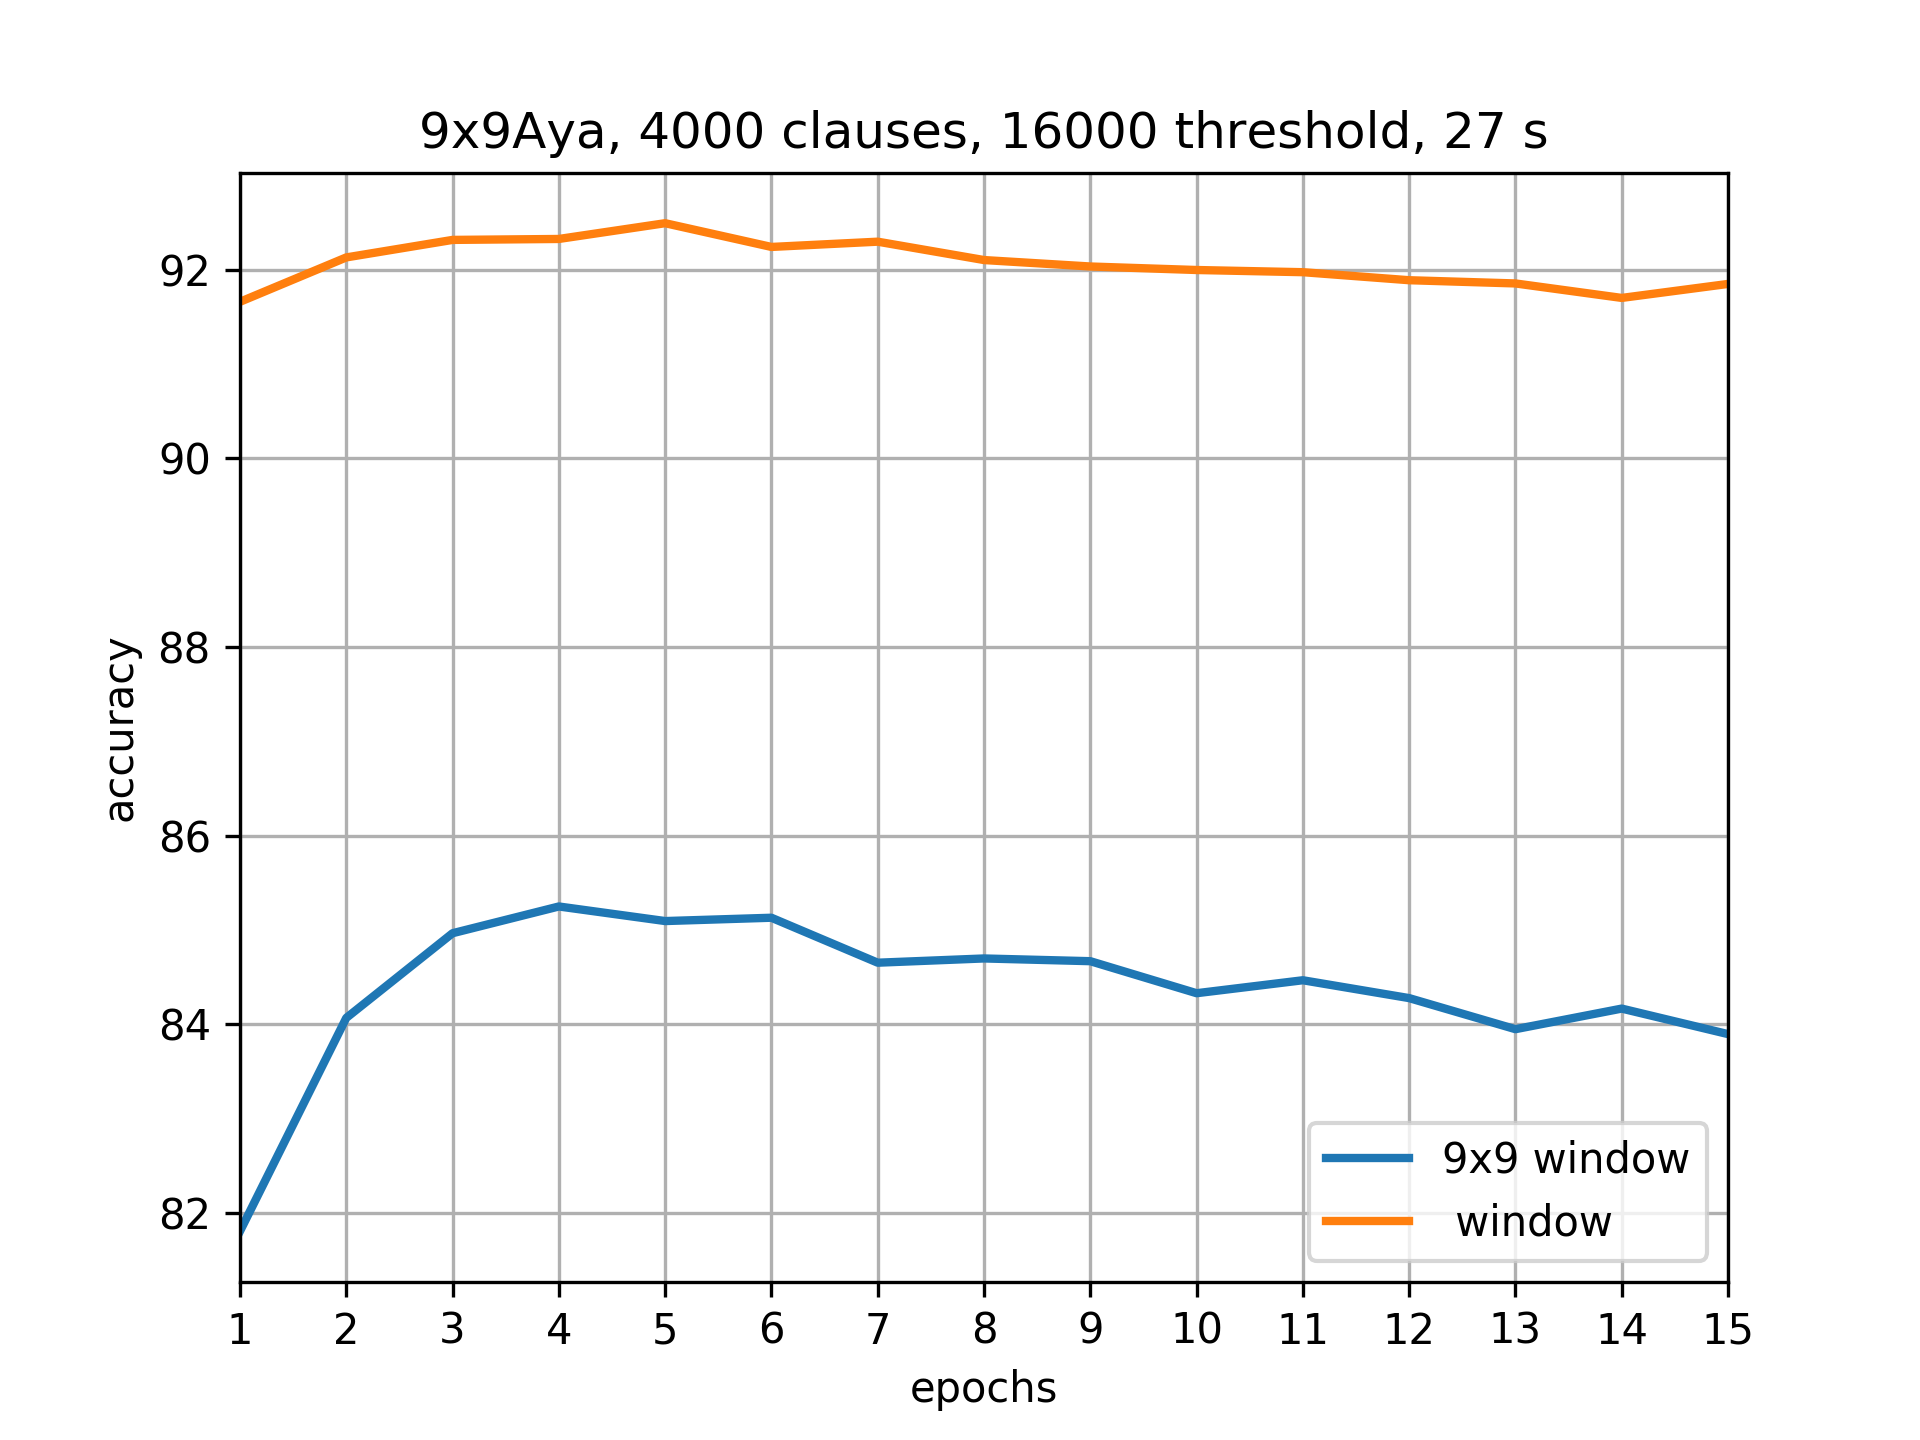 9x9Aya, 4000 clauses, 16000 threshold, 27 s
92
90
88
86
84
82
accuracy
1 2 3 4 5 6 7 8 9 10 11 12 13 14 15
epochs
9x9 window
window